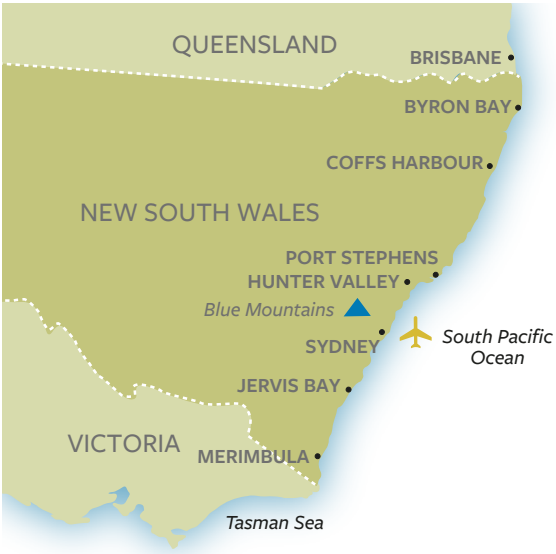 QUEENSLAND
BRISBANE
BYRON BAY
COFFS HARBOUR
NEW SOUTH WALES
PORT STEPHENS
HUNTER VALLEY
Blue Mountains
SYDNEY
South Pacific
Ocean
JERVIS BAY
VICTORIA
MERIMBULA
Tasman Sea